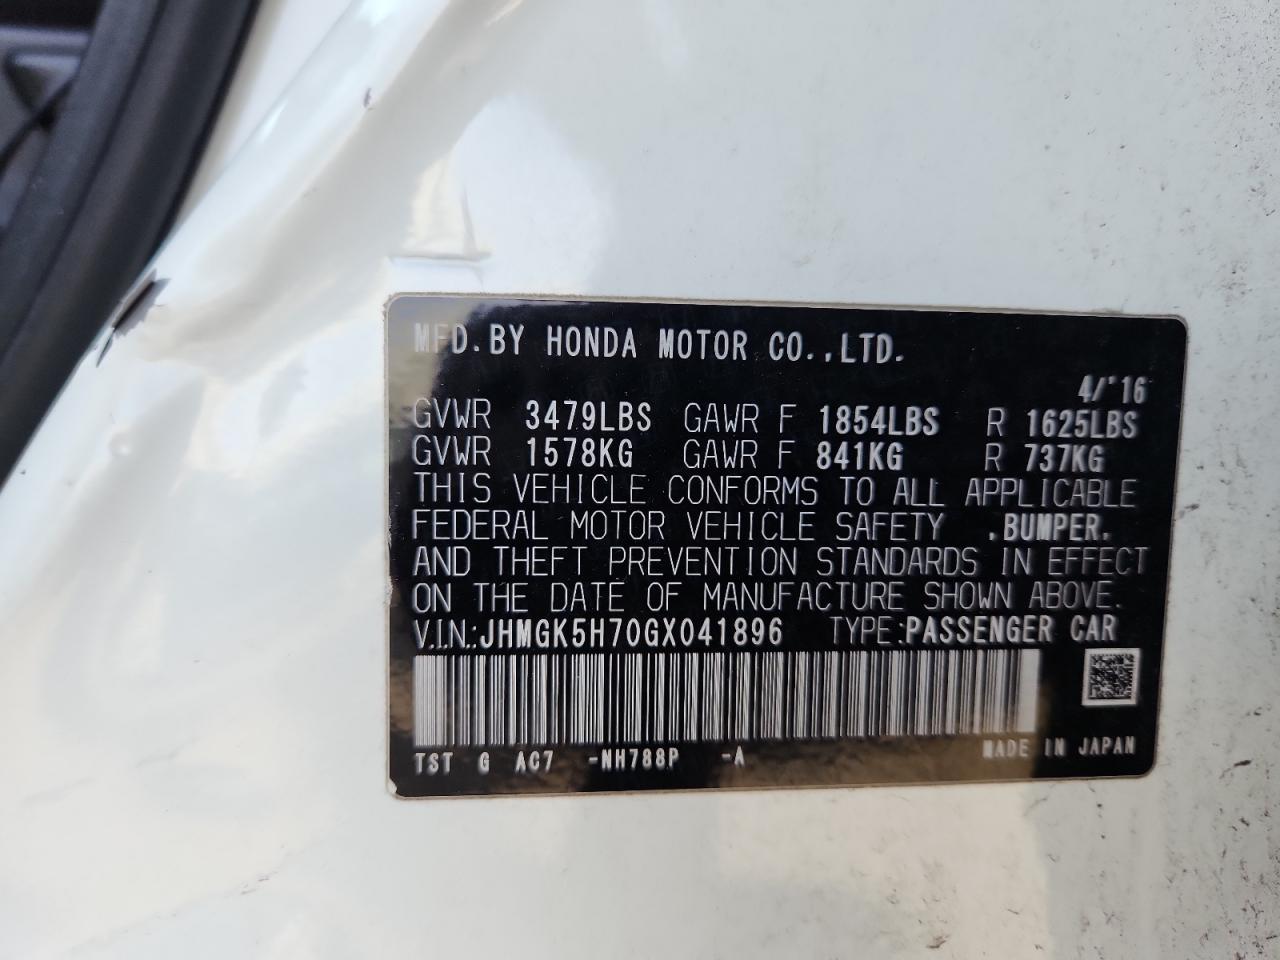 MFD.BY HONDA MOTOR CO.,LTD.
4/'16
GVWR 3479LBS GAWR F 1854LBS R 1625LBS
GVWR 1578KG GAWR F 841KG R 737KG
THIS VEHICLE CONFORMS TO ALL APPLICABLE
FEDERAL MOTOR VEHICLE SAFETY ,BUMPER,
AND THEFT PREVENTION STANDARDS IN EFFECT
ON THE DATE OF MANUFACTURE SHOWN ABOVE.
V.I.N.:JHMGK5H70GX041896 TYPE:PASSENGER CAR
TST G AC7 -NH788P -A MADE IN JAPAN